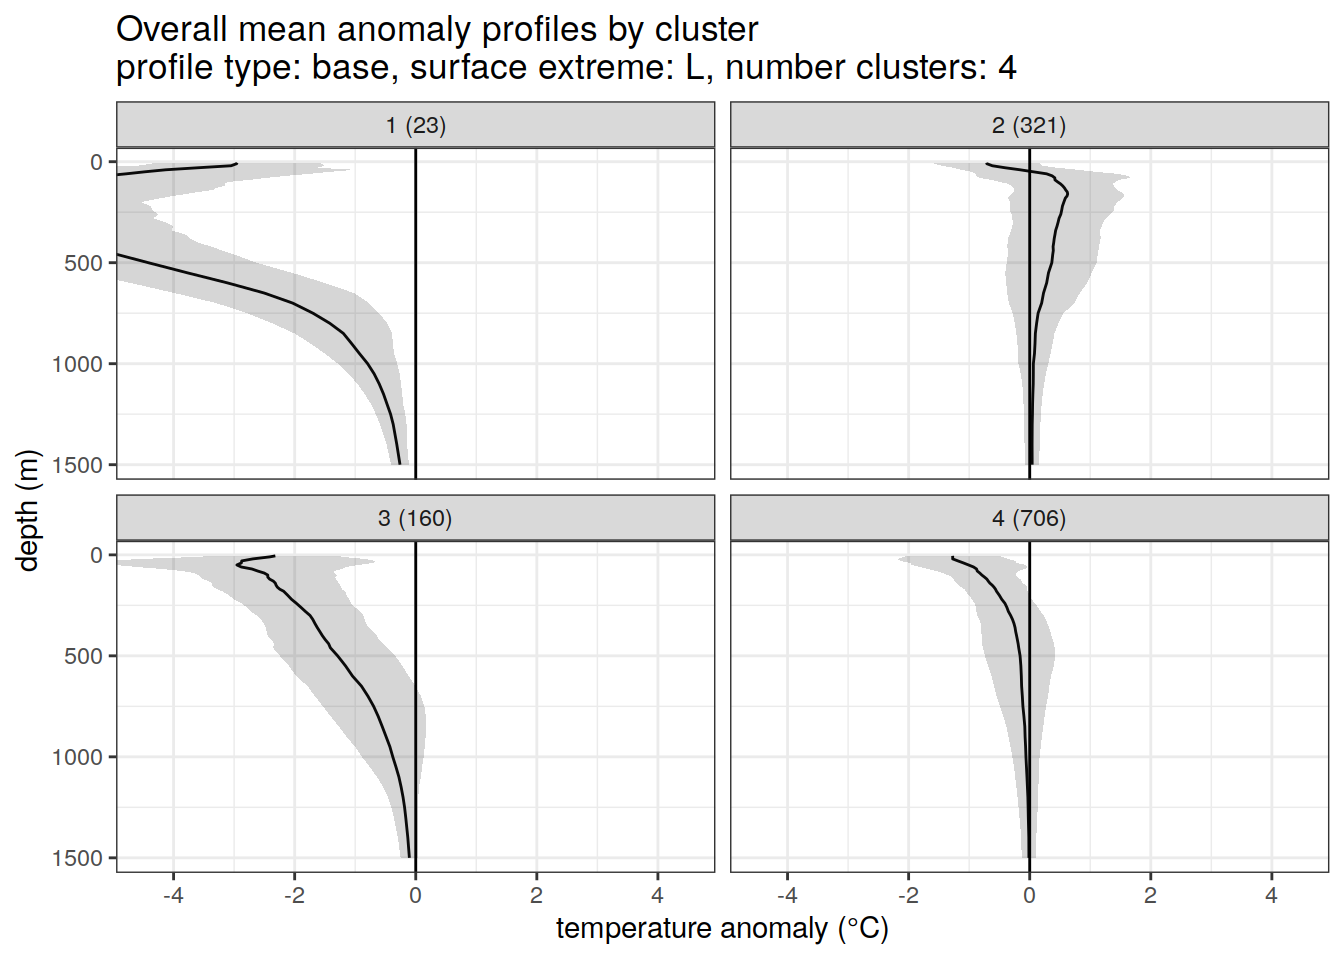 Overall mean anomaly profiles by cluster
profile type: base, surface extreme: L, number clusters: 4
1 (23)
2 (321)
0
500
1000
1500
3 (160)
4 (706)
0
500
1000
1500
depth (m)
-4 -2 0 2 4
-4 -2 0 2 4
temperature anomaly (°C)